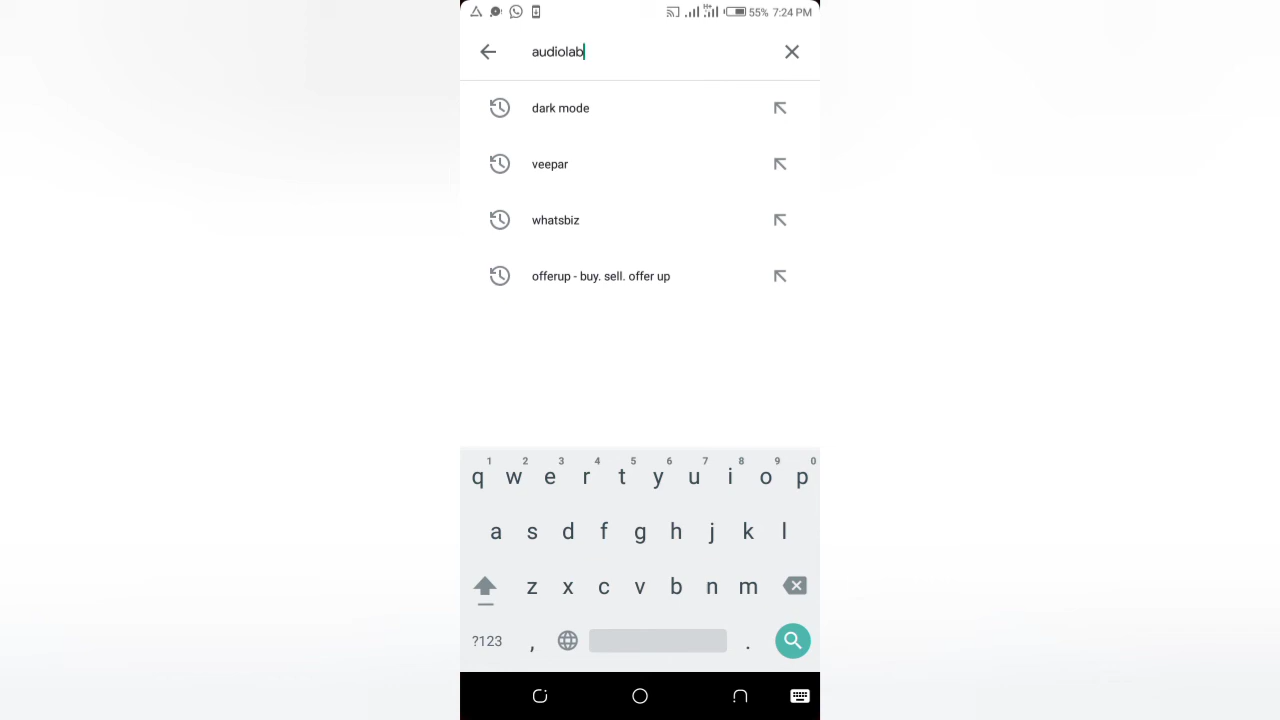 H+ 55% 7:24 PM
audiolab
dark mode
veepar
whatsbiz
offerup - buy. sell. offer up
1 2 3 4 5 6 7 8 9 0
q w e r t y u i o p
a s d f g h j k l
z x c v b n m
?123 , .